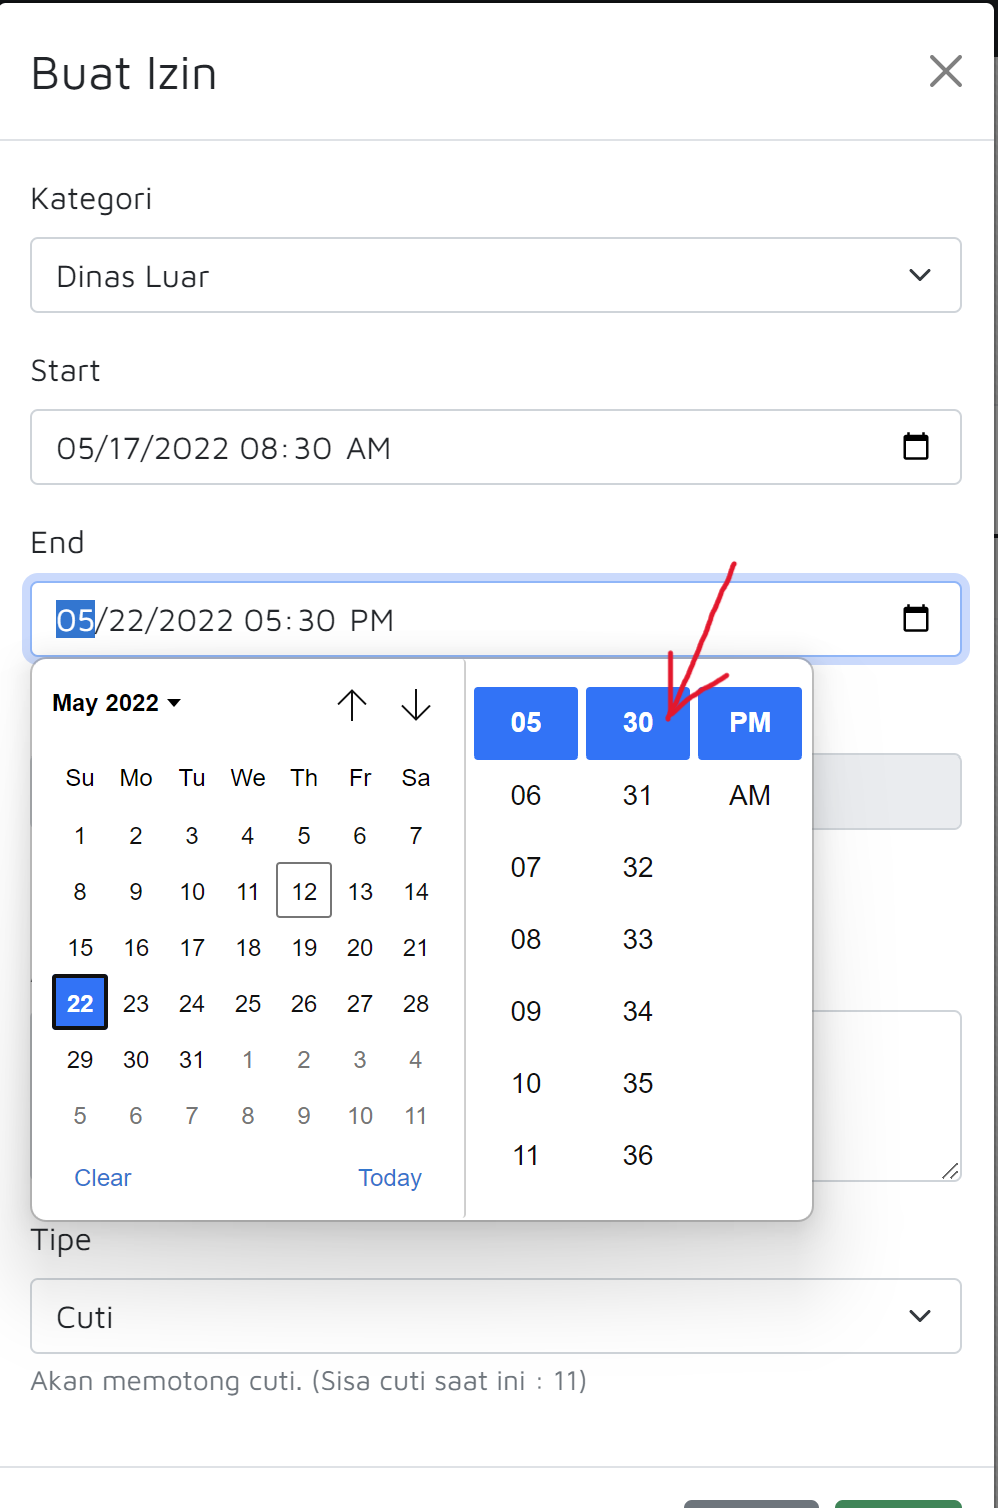 Buat Izin
Kategori
Dinas Luar
Start
05/17/2022 08:30 AM
End
05/22/2022 05:30 PM
May 2022
Su Mo Tu We Th Fr Sa
1 2 3 4 5 6 7
8 9 10 11 12 13 14
15 16 17 18 19 20 21
22 23 24 25 26 27 28
29 30 31 1 2 3 4
5 6 7 8 9 10 11
Clear Today
05 30 PM
06 31 AM
07 32
08 33
09 34
10 35
11 36
Tipe
Cuti
Akan memotong cuti. (Sisa cuti saat ini : 11)